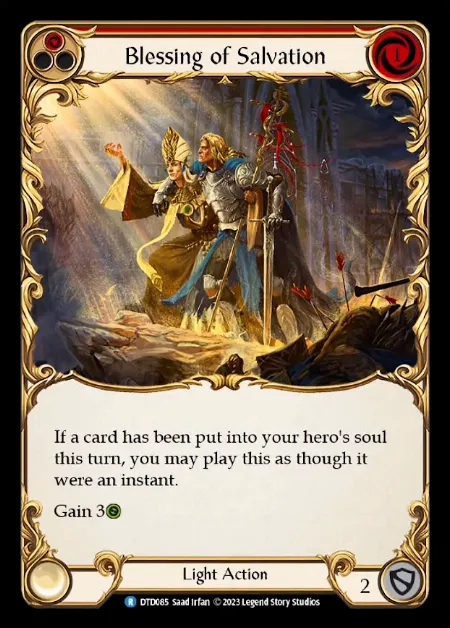 Blessing of Salvation
1
If a card has been put into your hero's soul
this turn, you may play this as though it
were an instant.
Gain 3
Light Action
2
R DTD085 Saad Irfan © 2023 Legend Story Studios